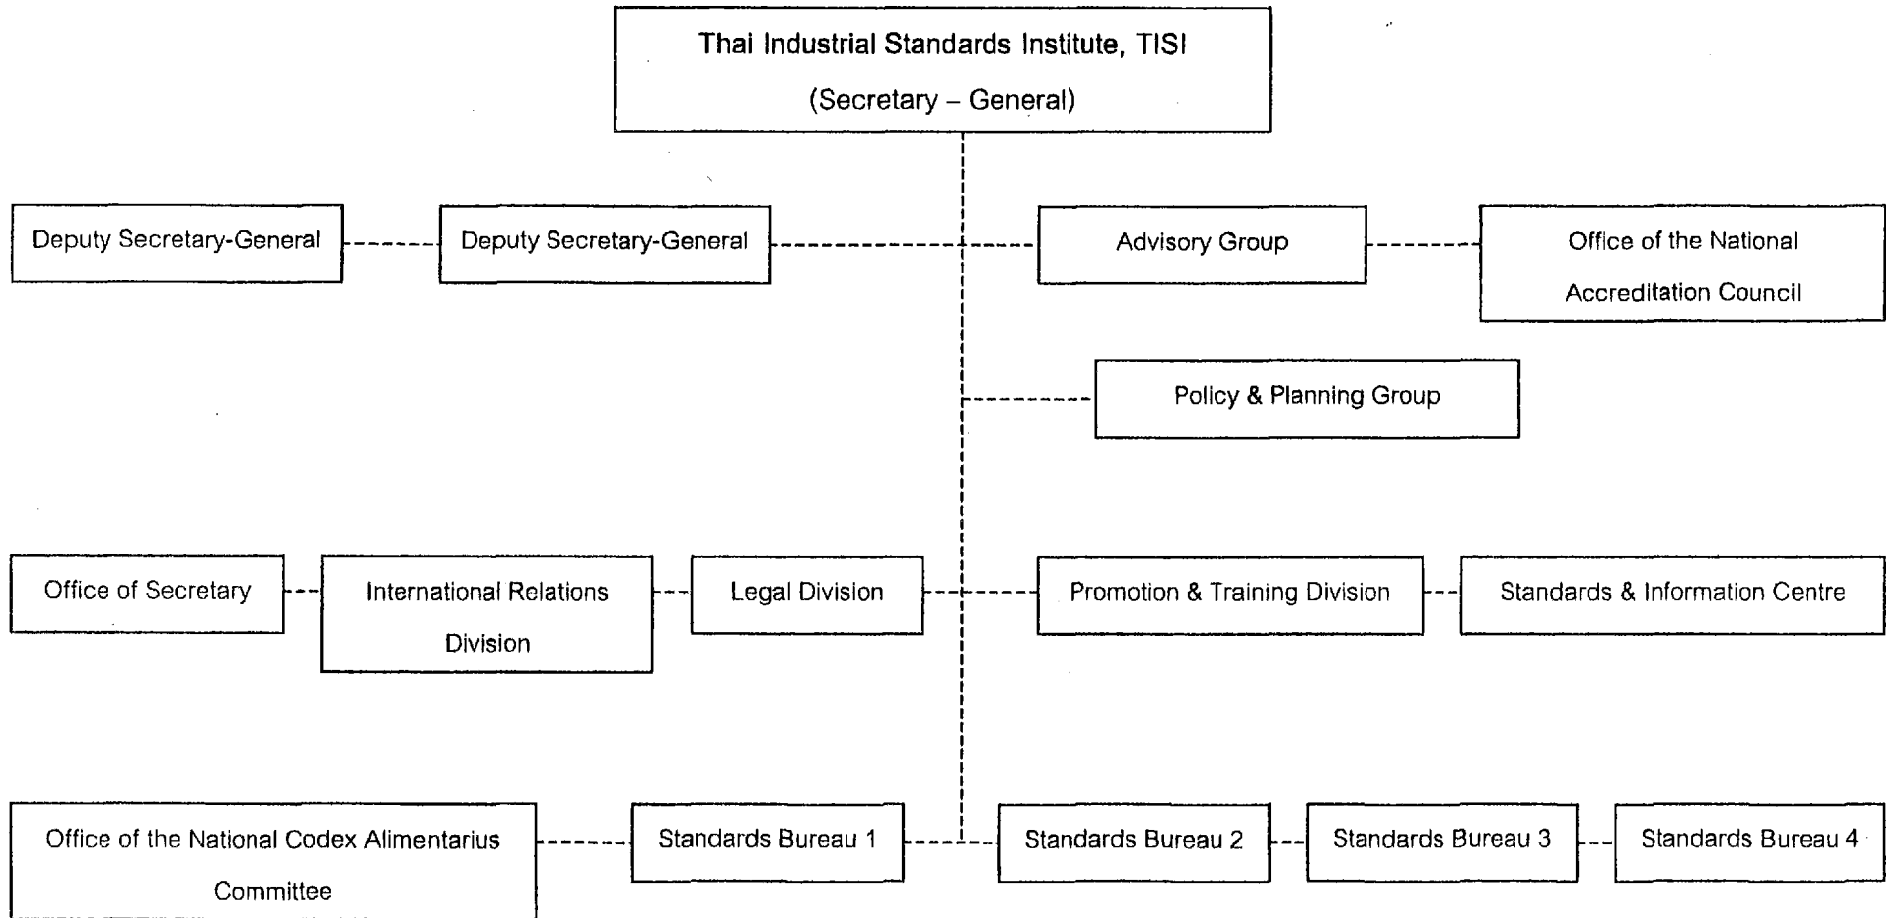 Thai Industrial Standards Institute, TISI
(Secretary – General)
Deputy Secretary-General
Deputy Secretary-General
Advisory Group
Office of the National
Accreditation Council
Policy & Planning Group
Office of Secretary
International Relations
Division
Legal Division
Promotion & Training Division
Standards & Information Centre
Office of the National Codex Alimentarius
Committee
Standards Bureau 1
Standards Bureau 2
Standards Bureau 3
Standards Bureau 4